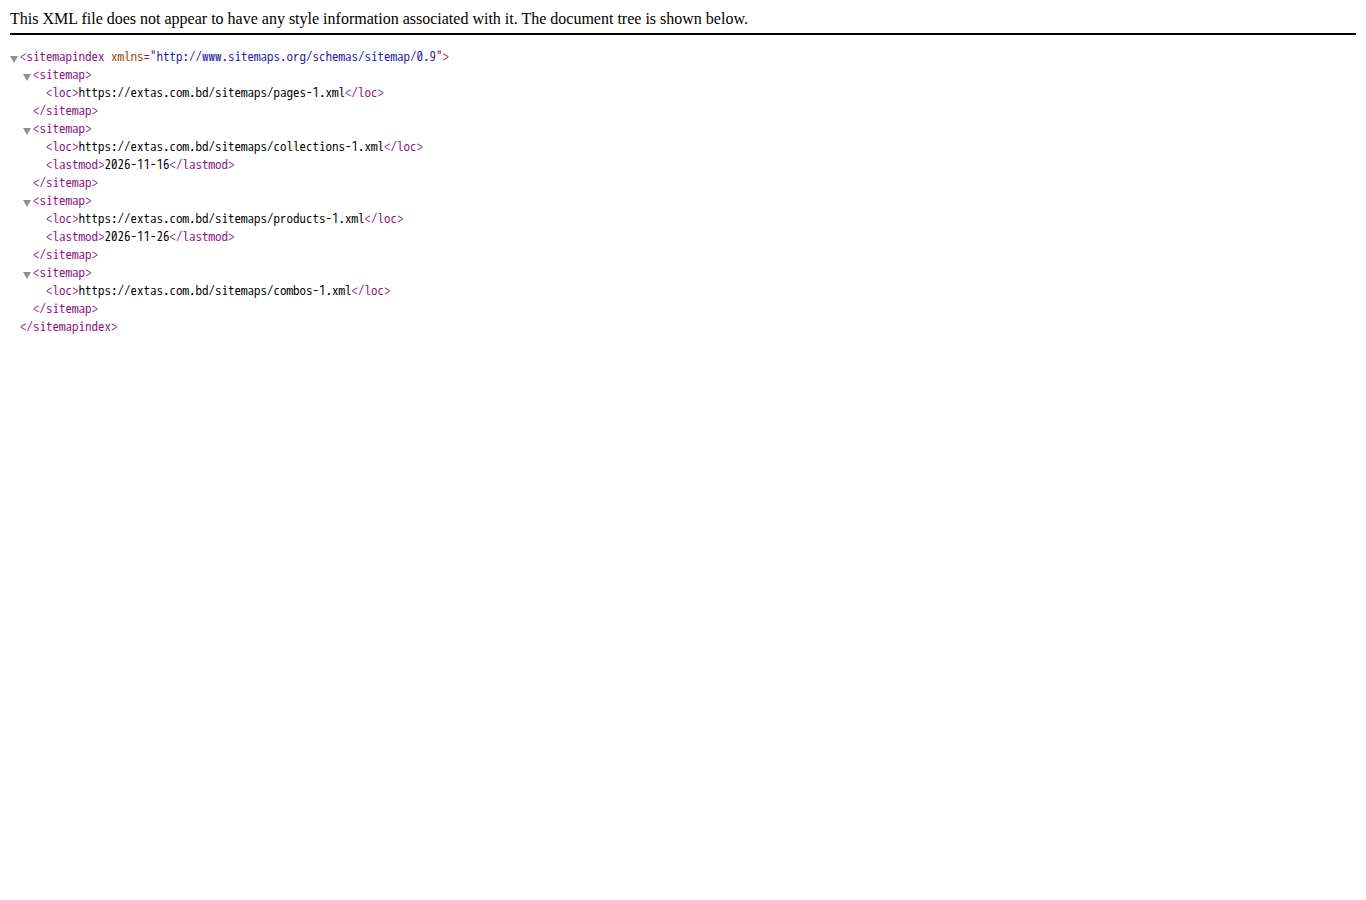 This XML file does not appear to have any style information associated with it. The document tree is shown below.
<sitemapindex xmlns="http://www.sitemaps.org/schemas/sitemap/0.9">
<sitemap>
<loc>https://extas.com.bd/sitemaps/pages-1.xml</loc>
</sitemap>
<sitemap>
<loc>https://extas.com.bd/sitemaps/collections-1.xml</loc>
<lastmod>2026-11-16</lastmod>
</sitemap>
<sitemap>
<loc>https://extas.com.bd/sitemaps/products-1.xml</loc>
<lastmod>2026-11-26</lastmod>
</sitemap>
<sitemap>
<loc>https://extas.com.bd/sitemaps/combos-1.xml</loc>
</sitemap>
</sitemapindex>